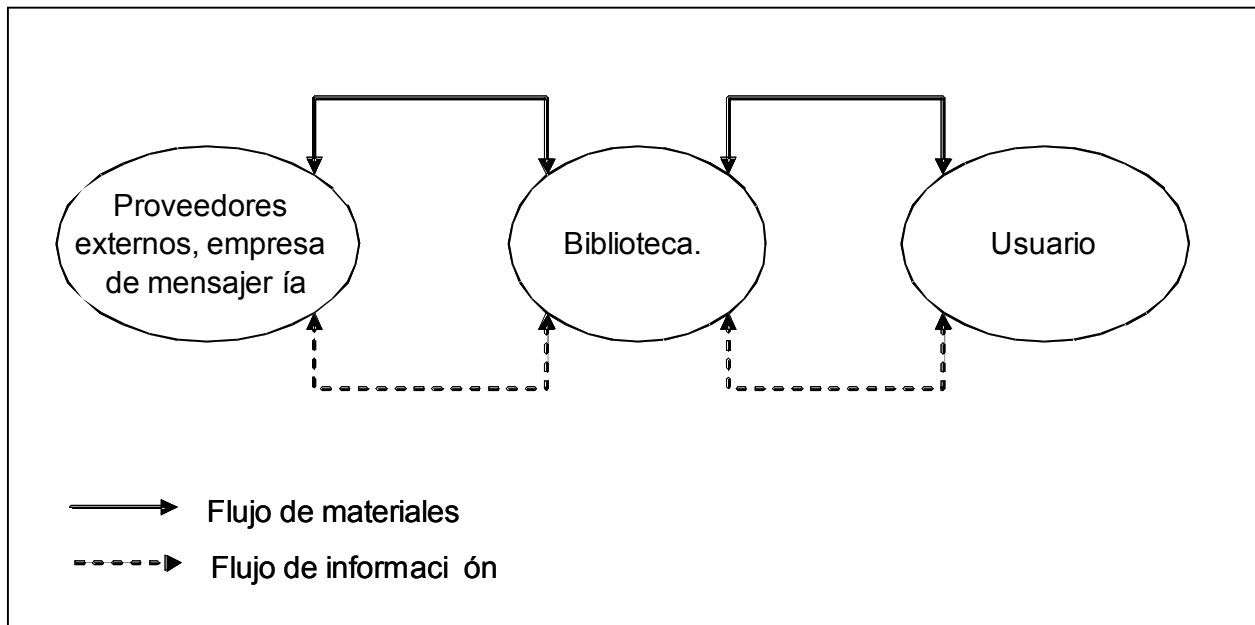 Proveedores
externos, empresa
de mensajer ía
Biblioteca.
Usuario
Flujo de materiales
Flujo de informaci ón